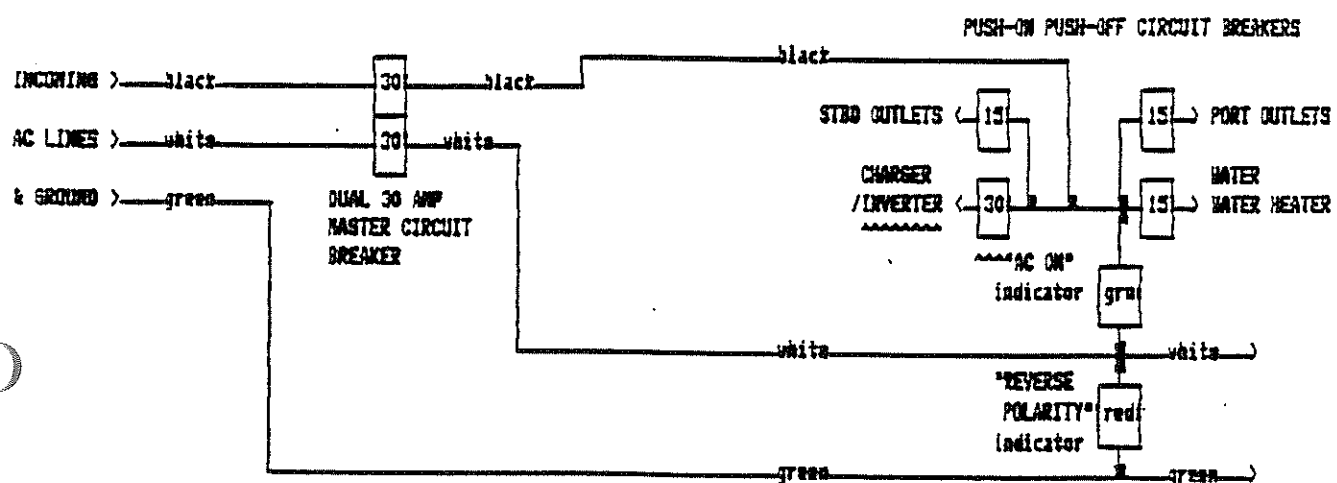 PUSH-ON PUSH-OFF CIRCUIT BREAKERS
black
INCOMING >—black 30 black
STBD OUTLETS < 15 15 > PORT OUTLETS
AC LINES >—white 30 white
CHARGER WATER
/INVERTER < 30 15 > WATER HEATER
& GROUND >—green DUAL 30 AMP
MASTER CIRCUIT
BREAKER
^^^^^^^^
^^^^"AC ON"
indicator grn
white white >
"REVERSE
POLARITY" red
indicator
green green >